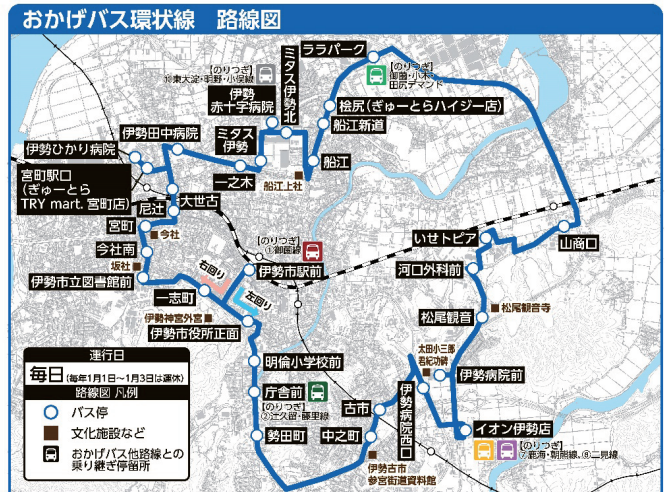 おかげバス環状線 路線図
ララパーク
【のりつぎ】
御薗・小木・
田尻デマンド
ミタス伊勢北
【のりつぎ】
⑩東大淀・明野・小俣線
伊勢
赤十字病院
桧尻(ぎゅーとらハイジー店)
船江新道
伊勢田中病院
ミタス
伊勢
伊勢ひかり病院
一之木
船江
船江上社
宮町駅口
(ぎゅーとら
TRY mart. 宮町店)
尼辻
大世古
宮町
今社
今社南
坂社
伊勢市立図書館前
【のりつぎ】
①御薗線
伊勢市駅前
右回り
左回り
一志町
伊勢神宮外宮
伊勢市役所正面
いせトピア
山商口
河口外科前
松尾観音寺
松尾観音
明倫小学校前
太田小三郎
君紀功碑
伊勢病院前
庁舎前
【のりつぎ】
②辻久留・藤里線
古市
伊勢病院西口
勢田町
中之町
イオン伊勢店
【のりつぎ】
⑦鹿海・朝熊線、⑧二見線
伊勢古市
参宮街道資料館
運行日
毎日(毎年1月1日~1月3日は運休)
路線図 凡例
バス停
文化施設など
おかげバス他路線との
乗り継ぎ停留所